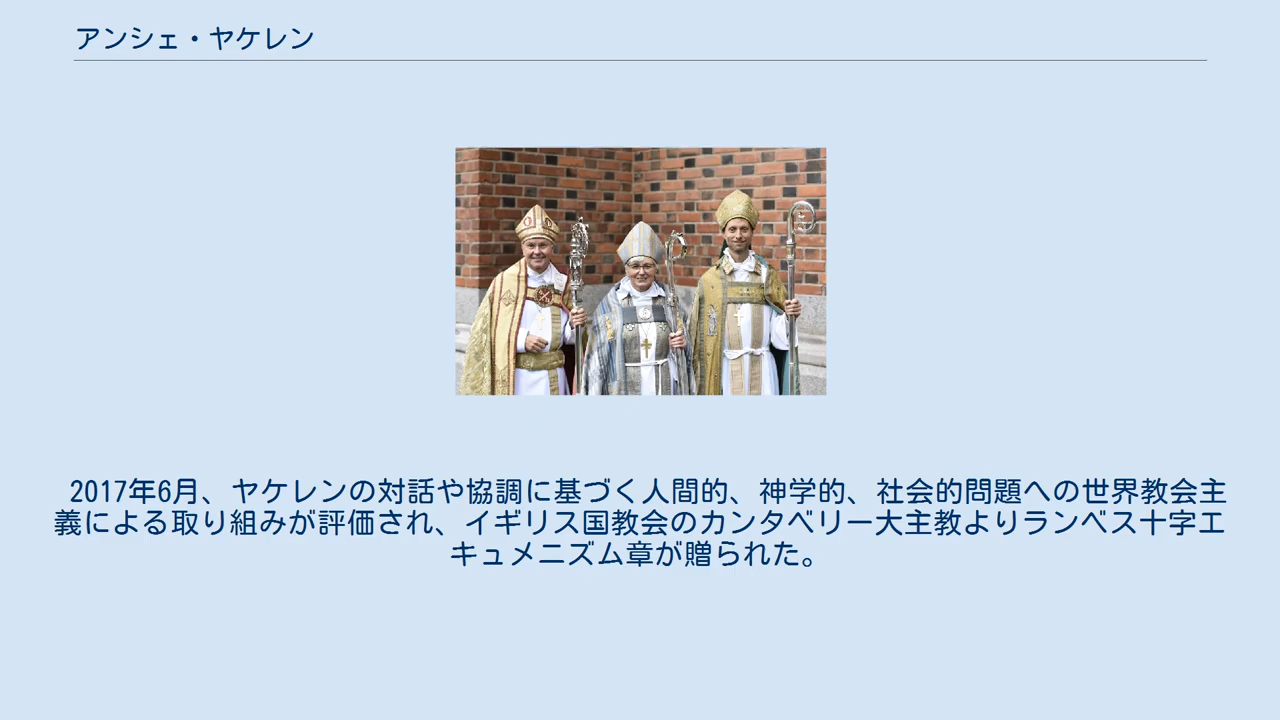 アンシェ・ヤケレン
2017年6月、ヤケレンの対話や協調に基づく人間的、神学的、社会的問題への世界教会主
義による取り組みが評価され、イギリス国教会のカンタベリー大主教よりランベス十字エ
キュメニズム章が贈られた。